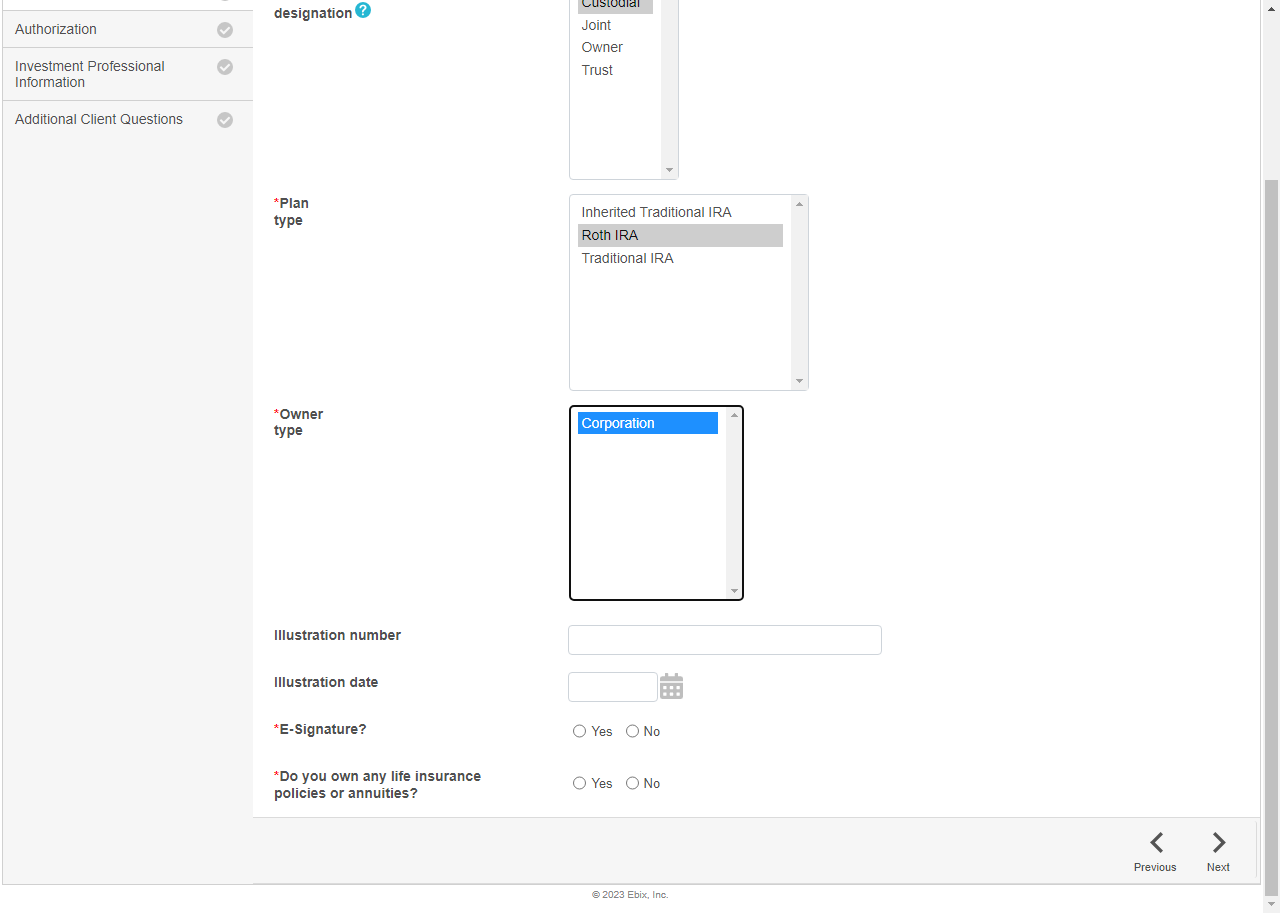 Custodial
designation
?
Joint
Authorization
Owner
Investment Professional
Information
Trust
Additional Client Questions
*Plan
type
Inherited Traditional IRA
Roth IRA
Traditional IRA
*Owner
type
Corporation
Illustration number
Illustration date
*E-Signature?
Yes No
*Do you own any life insurance
policies or annuities?
Yes No
Previous Next
© 2023 Ebix, Inc.